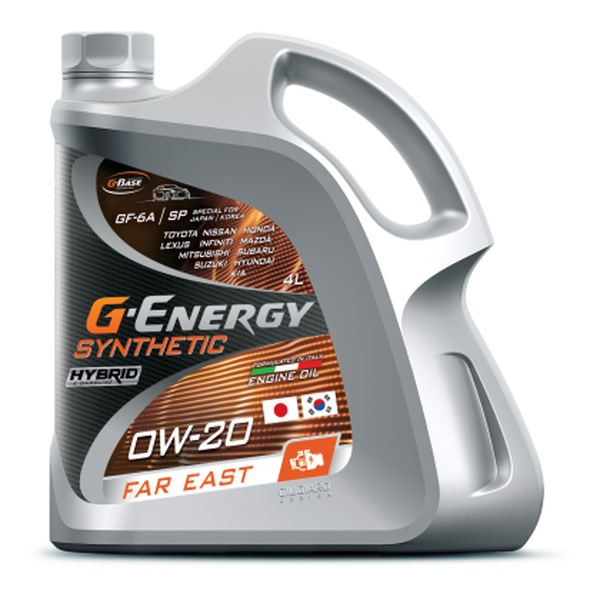 G-BASE
GF-6A / SP SPECIAL FOR
JAPAN / KOREA
TOYOTA NISSAN HONDA
LEXUS INFINITI MAZDA
MITSUBISHI SUBARU
SUZUKI HYUNDAI
KIA
4L
G-ENERGY
SYNTHETIC
HYBRID
& GASOLINE
FORMULATED IN ITALY
ENGINE OIL
0W-20
FAR EAST